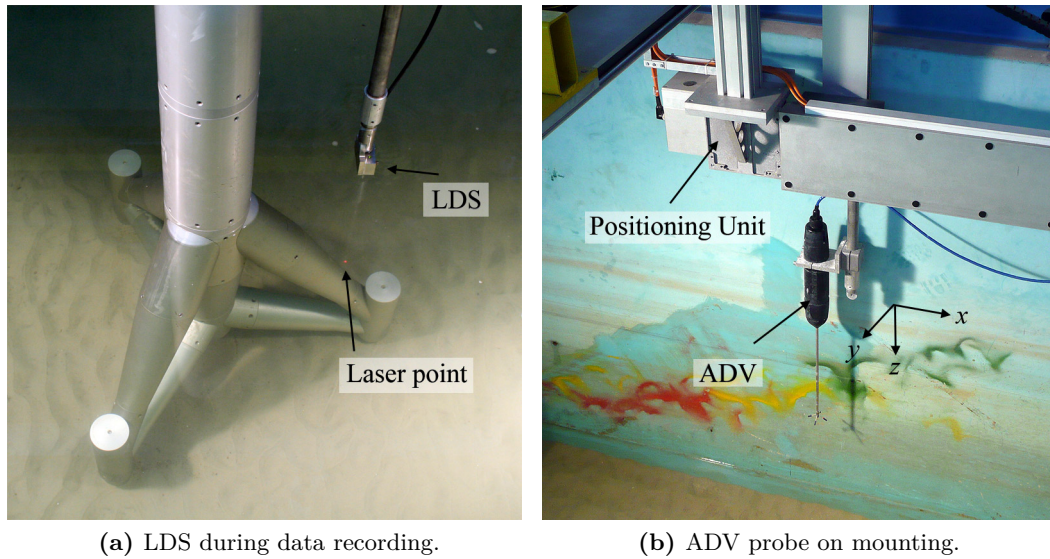 LDS
Laser point
Positioning Unit
ADV
x
y
z
(a) LDS during data recording.
(b) ADV probe on mounting.